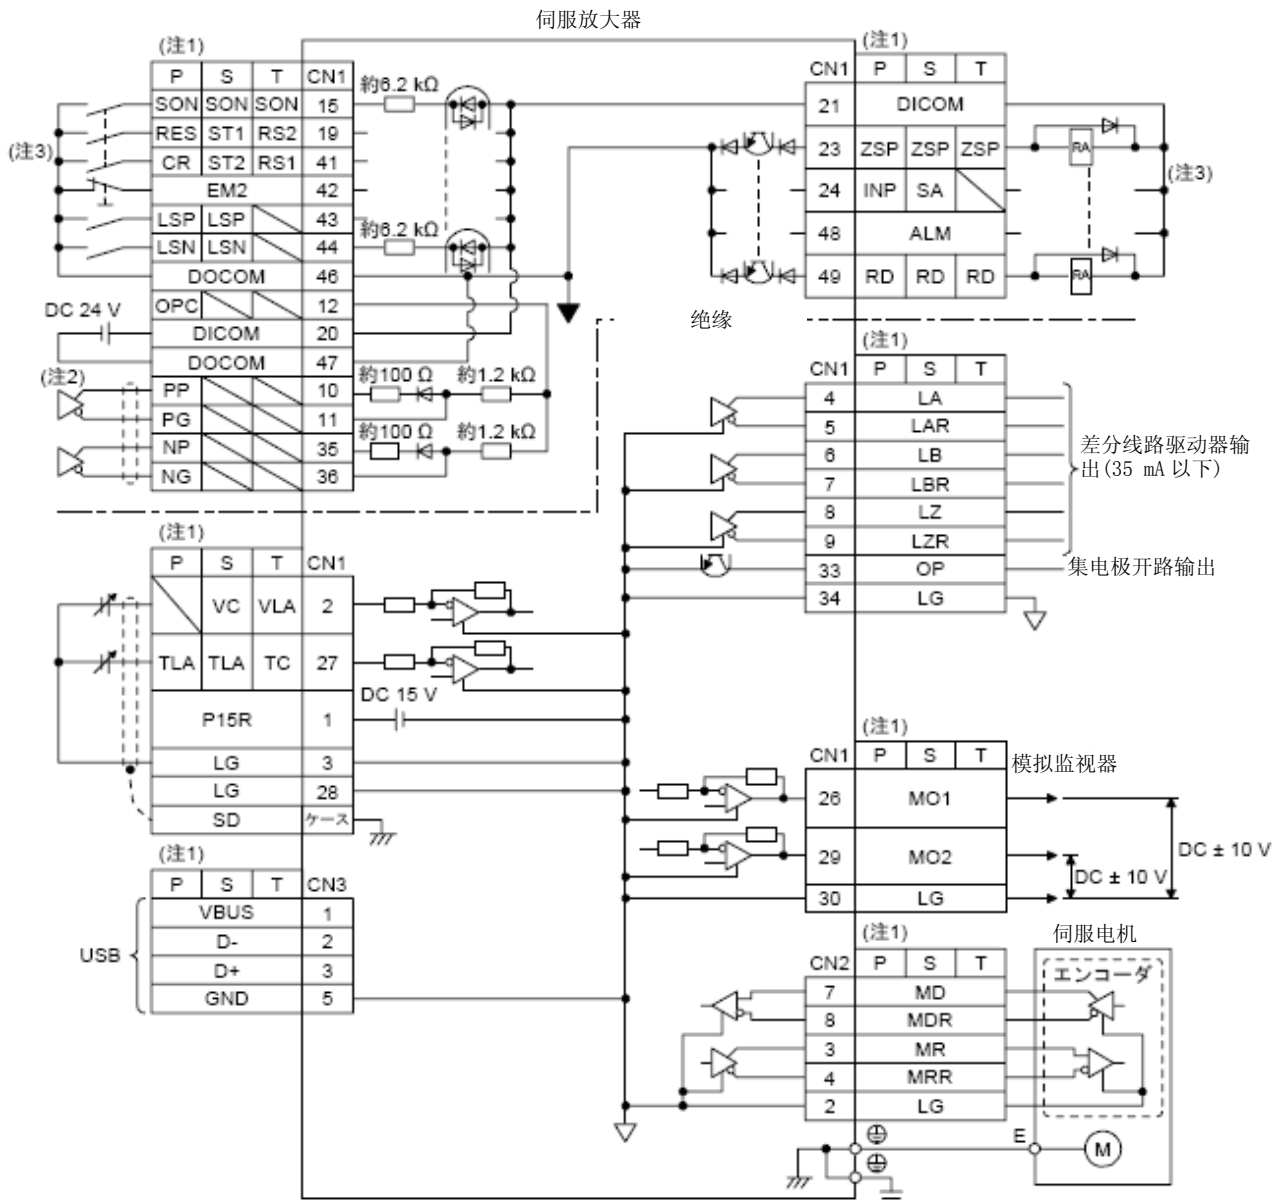 伺服放大器
(注1)
P S T CN1
SON SON SON 15
RES ST1 RS2 19
CR ST2 RS1 41
EM2 42
LSP LSP 43
LSN LSN 44
DOCOM 46
OPC 12
DICOM 20
DOCOM 47
PP 10
PG 11
NP 35
NG 36
(注3)
DC 24 V
(注2)
約6.2 kΩ
約6.2 kΩ
約100 Ω 約1.2 kΩ
約100 Ω 約1.2 kΩ
(注1)
CN1 P S T
21 DICOM
23 ZSP ZSP ZSP
24 INP SA
48 ALM
49 RD RD RD
RA
RA
(注3)
绝缘
(注1)
CN1 P S T
4 LA
5 LAR
6 LB
7 LBR
8 LZ
9 LZR
33 OP
34 LG
差分线路驱动器输
出(35 mA 以下)
集电极开路输出
(注1)
P S T CN1
VC VLA 2
TLA TLA TC 27
P15R 1
LG 3
LG 28
SD ケース
DC 15 V
(注1)
CN1 P S T
26 MO1
29 MO2
30 LG
模拟监视器
DC ± 10 V
DC ± 10 V
(注1)
P S T CN3
VBUS 1
D- 2
D+ 3
GND 5
USB
(注1)
CN2 P S T
7 MD
8 MDR
3 MR
4 MRR
2 LG
伺服电机
エンコーダ
E
M